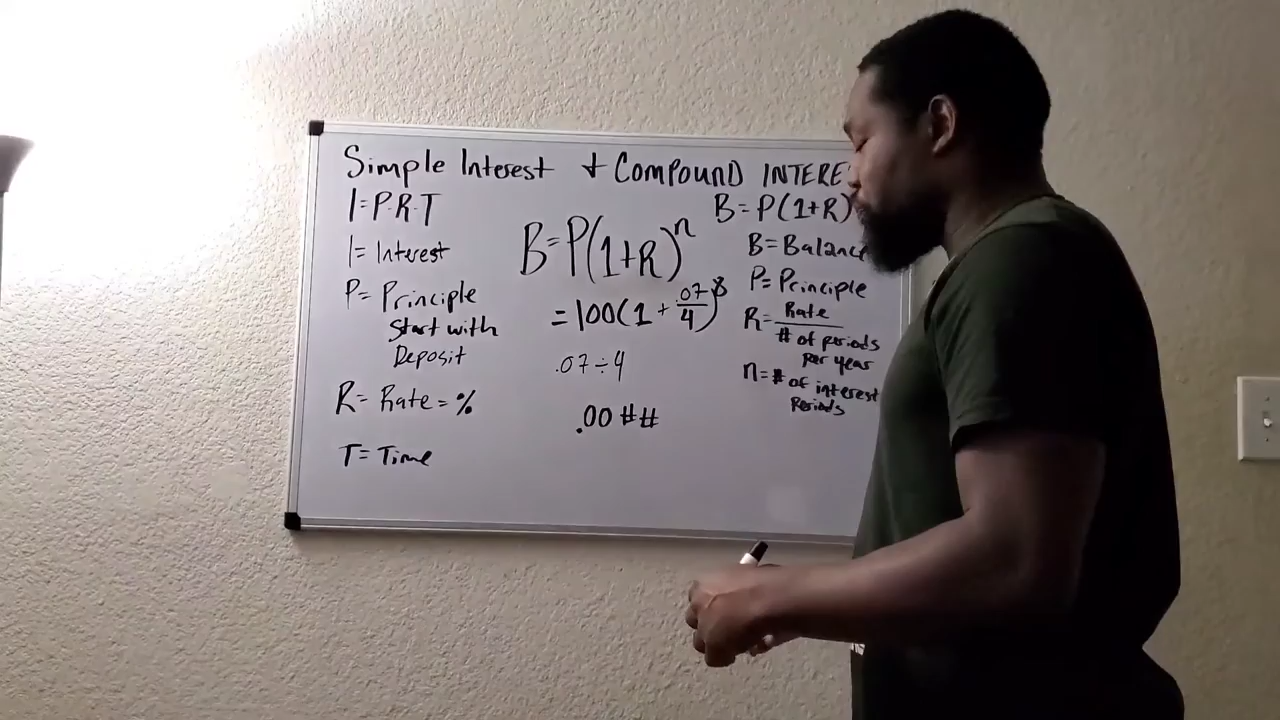 Simple Interest + COMPOUND INTERE
I=P.R.T
I= Interest
P= Principle
Start with
Deposit
R= Rate = %
T= Time
B=P(1+R)^n
=100(1+.07/4)^8
.07÷4
.00##
B=P(1+R)
B=Balance
P=Principle
R=Rate/# of periods
per year
n=# of interest
Periods